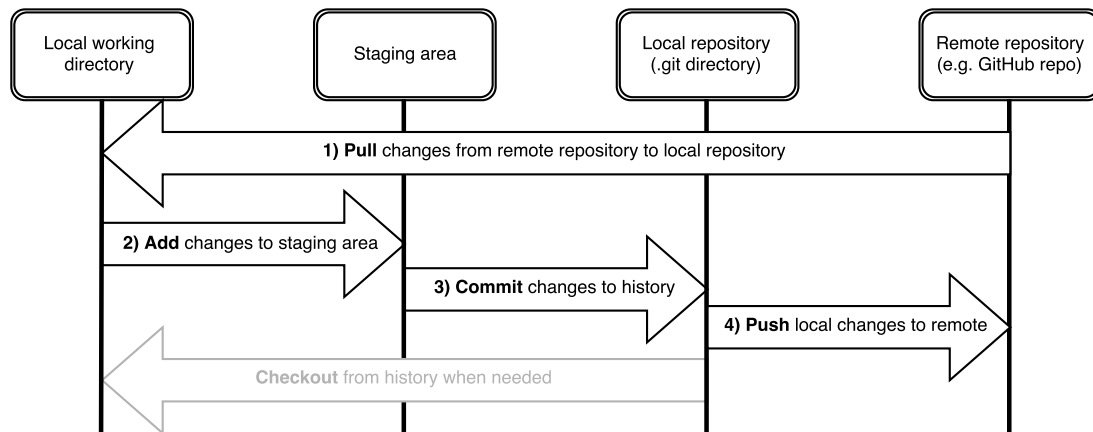 Local working
directory
Staging area
Local repository
(.git directory)
Remote repository
(e.g. GitHub repo)
1) Pull changes from remote repository to local repository
2) Add changes to staging area
3) Commit changes to history
4) Push local changes to remote
Checkout from history when needed